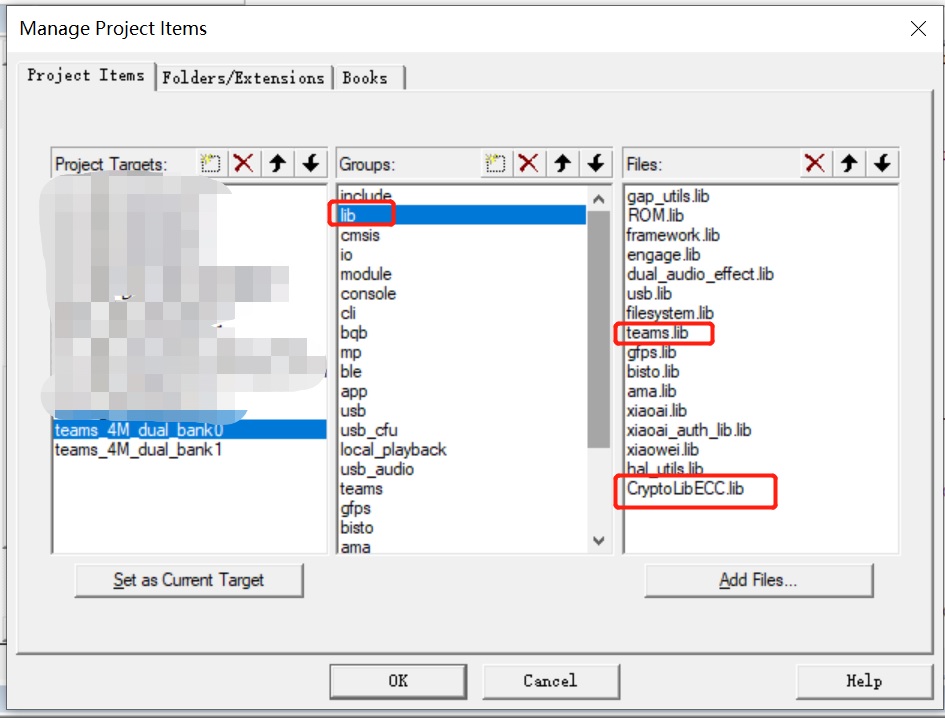 Manage Project Items
Project Items
Folders/Extensions
Books
Project Targets:
teams_4M_dual_bank0
teams_4M_dual_bank1
Set as Current Target
Groups:
include
lib
cmsis
io
module
console
cli
bqb
mp
ble
app
usb
usb_cfu
local_playback
usb_audio
teams
gfps
bisto
ama
Files:
gap_utils.lib
ROM.lib
framework.lib
engage.lib
dual_audio_effect.lib
usb.lib
filesystem.lib
teams.lib
gfps.lib
bisto.lib
ama.lib
xiaoai.lib
xiaoai_auth_lib.lib
xiaowei.lib
hal_utils.lib
CryptoLibECC.lib
Add Files...
OK
Cancel
Help